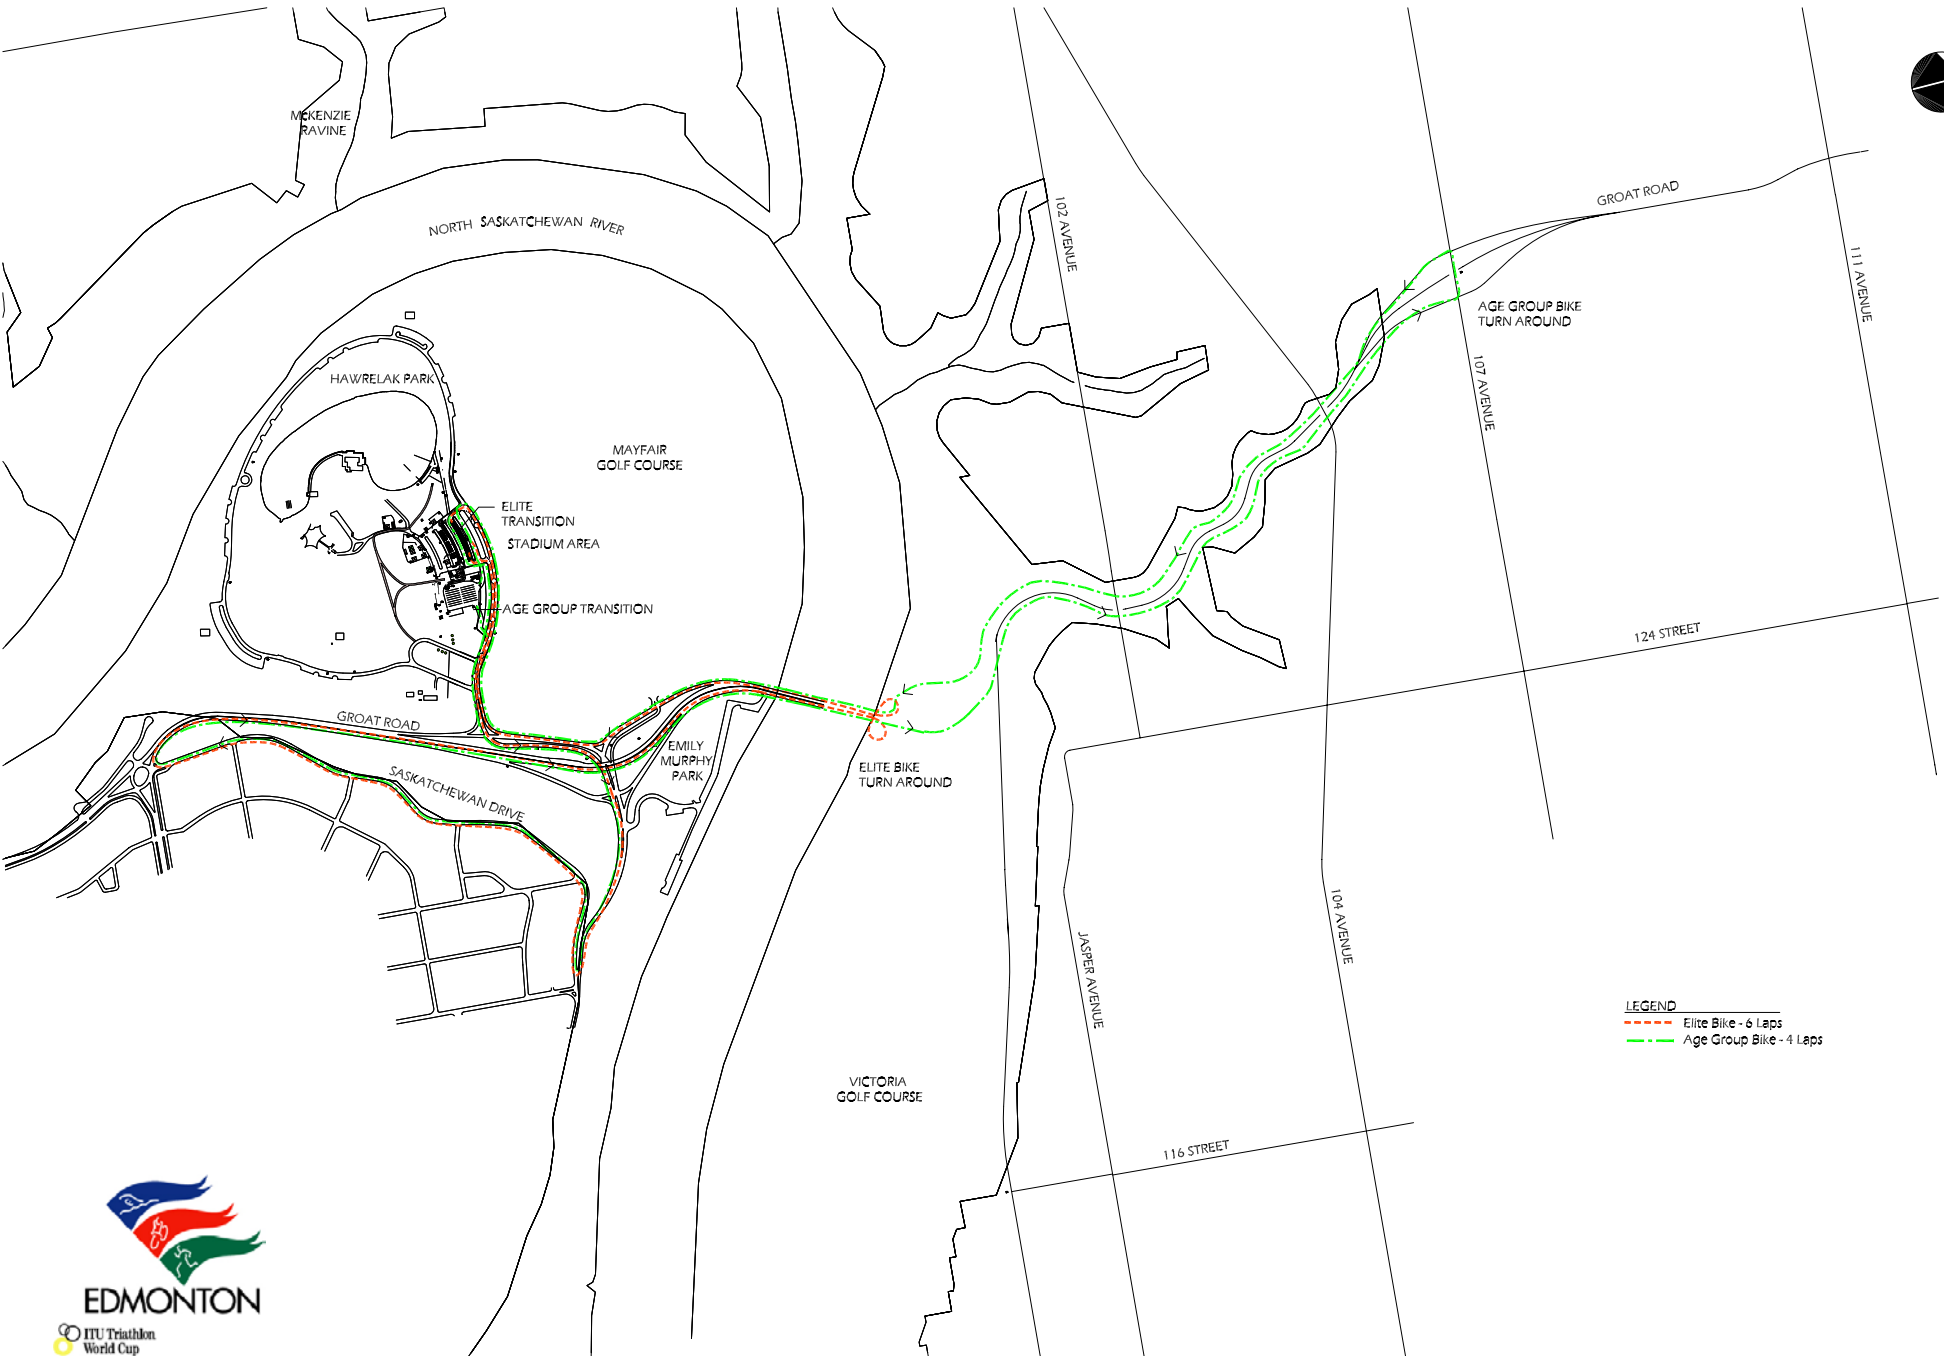 McKENZIE
RAVINE
NORTH SASKATCHEWAN RIVER
102 AVENUE
GROAT ROAD
111 AVENUE
AGE GROUP BIKE
TURN AROUND
107 AVENUE
HAWRELAK PARK
MAYFAIR
GOLF COURSE
ELITE
TRANSITION
STADIUM AREA
AGE GROUP TRANSITION
124 STREET
GROAT ROAD
EMILY
MURPHY
PARK
SASKATCHEWAN DRIVE
ELITE BIKE
TURN AROUND
104 AVENUE
JASPER AVENUE
LEGEND
Elite Bike - 6 Laps
Age Group Bike - 4 Laps
VICTORIA
GOLF COURSE
116 STREET
EDMONTON
ITU Triathlon
World Cup